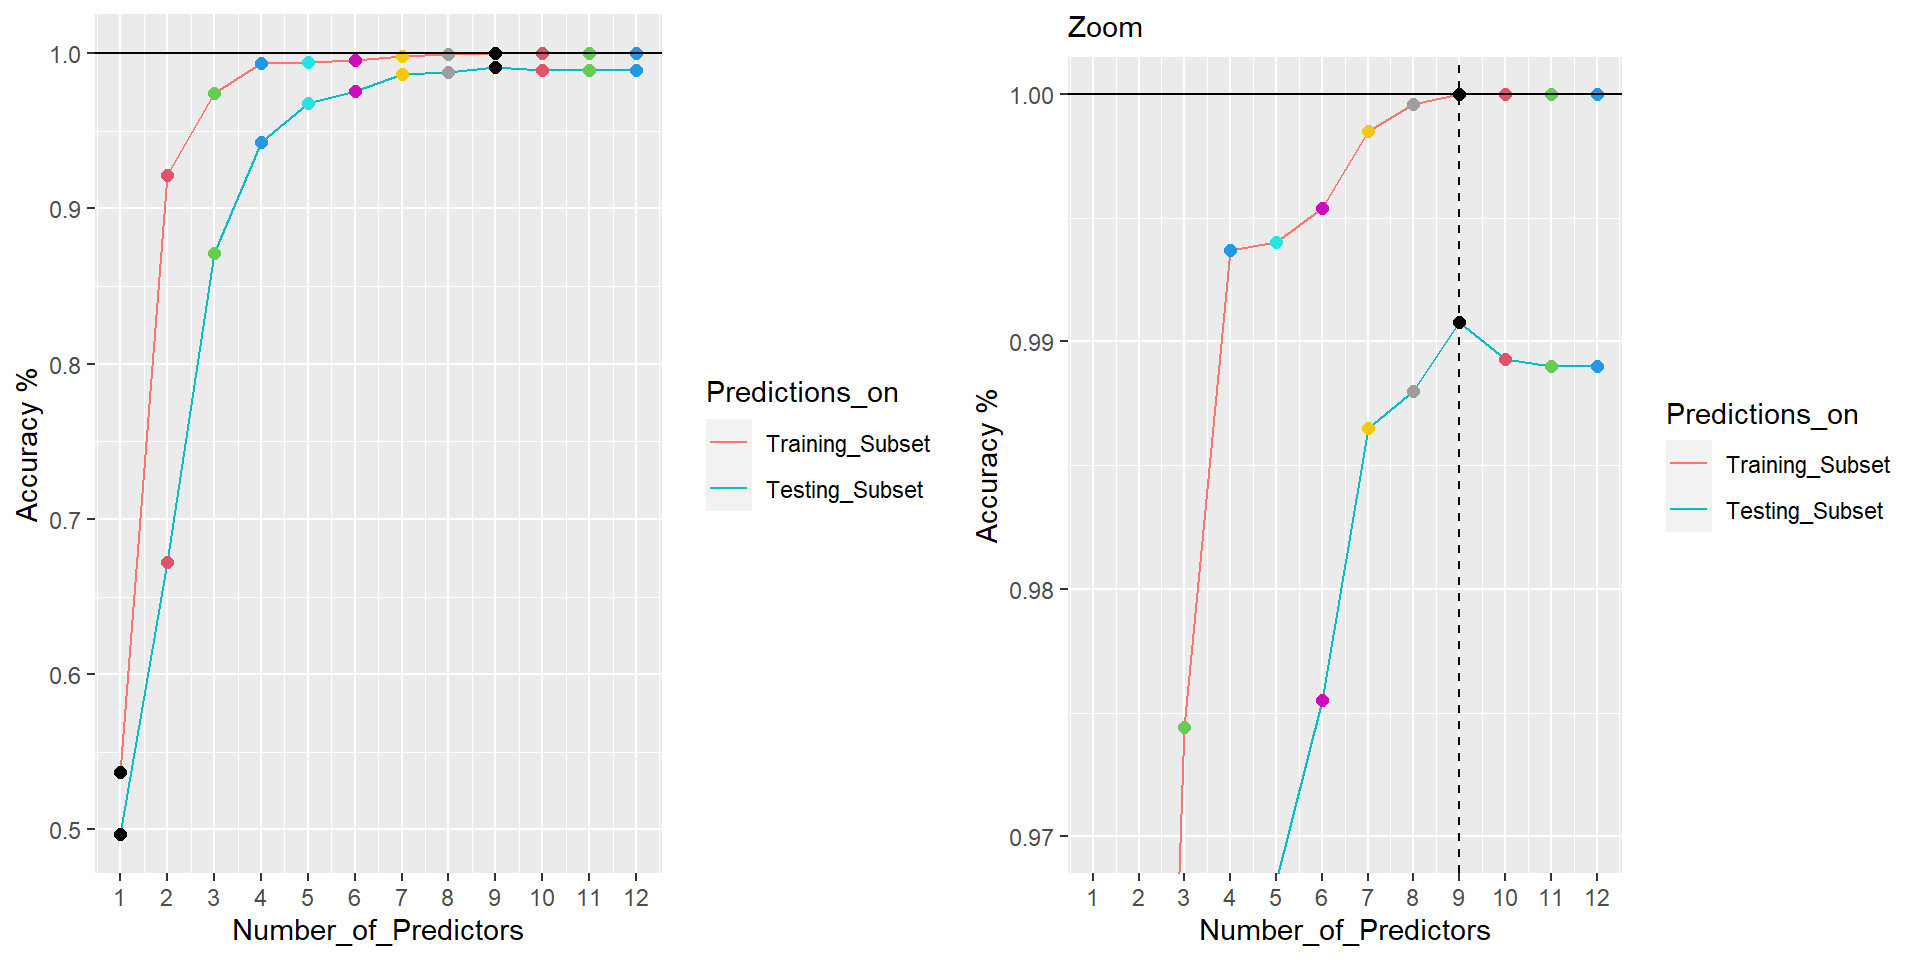 1.0
0.9
0.8
0.7
0.6
0.5
Accuracy %
1 2 3 4 5 6 7 8 9 10 11 12
Number_of_Predictors
Predictions_on
Training_Subset
Testing_Subset
Zoom
1.00
0.99
0.98
0.97
Accuracy %
1 2 3 4 5 6 7 8 9 10 11 12
Number_of_Predictors
Predictions_on
Training_Subset
Testing_Subset